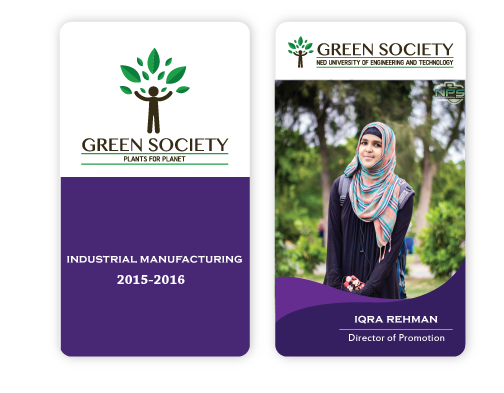 GREEN SOCIETY
PLANTS FOR PLANET
INDUSTRIAL MANUFACTURING
2015-2016
GREEN SOCIETY
NED UNIVERSITY OF ENGINEERING AND TECHNOLOGY
NPS
IQRA REHMAN
Director of Promotion